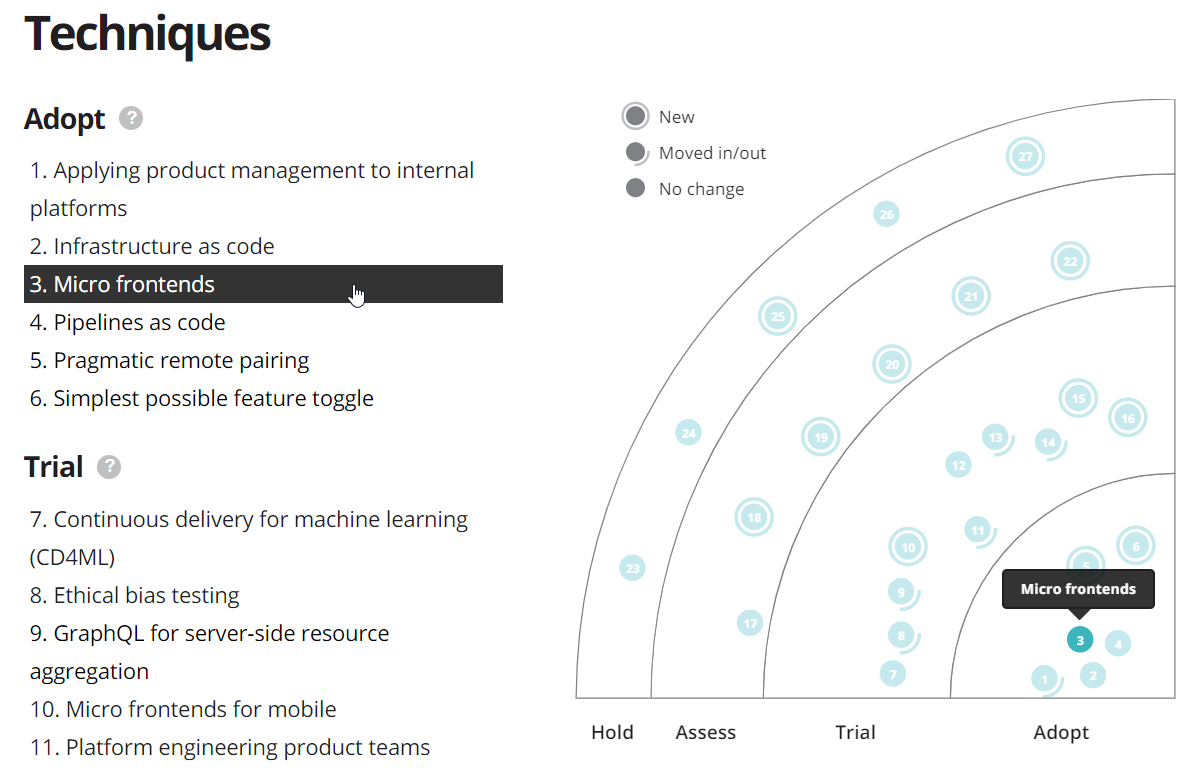 Techniques
Adopt ?
1. Applying product management to internal
platforms
2. Infrastructure as code
3. Micro frontends
4. Pipelines as code
5. Pragmatic remote pairing
6. Simplest possible feature toggle
Trial ?
7. Continuous delivery for machine learning
(CD4ML)
8. Ethical bias testing
9. GraphQL for server-side resource
aggregation
10. Micro frontends for mobile
11. Platform engineering product teams
New
Moved in/out
No change
27
26
22
21
25
20
15
16
24
19
13
14
12
18
11
10
6
5
23
9
Micro frontends
17
8
3
4
7
1
2
Hold
Assess
Trial
Adopt